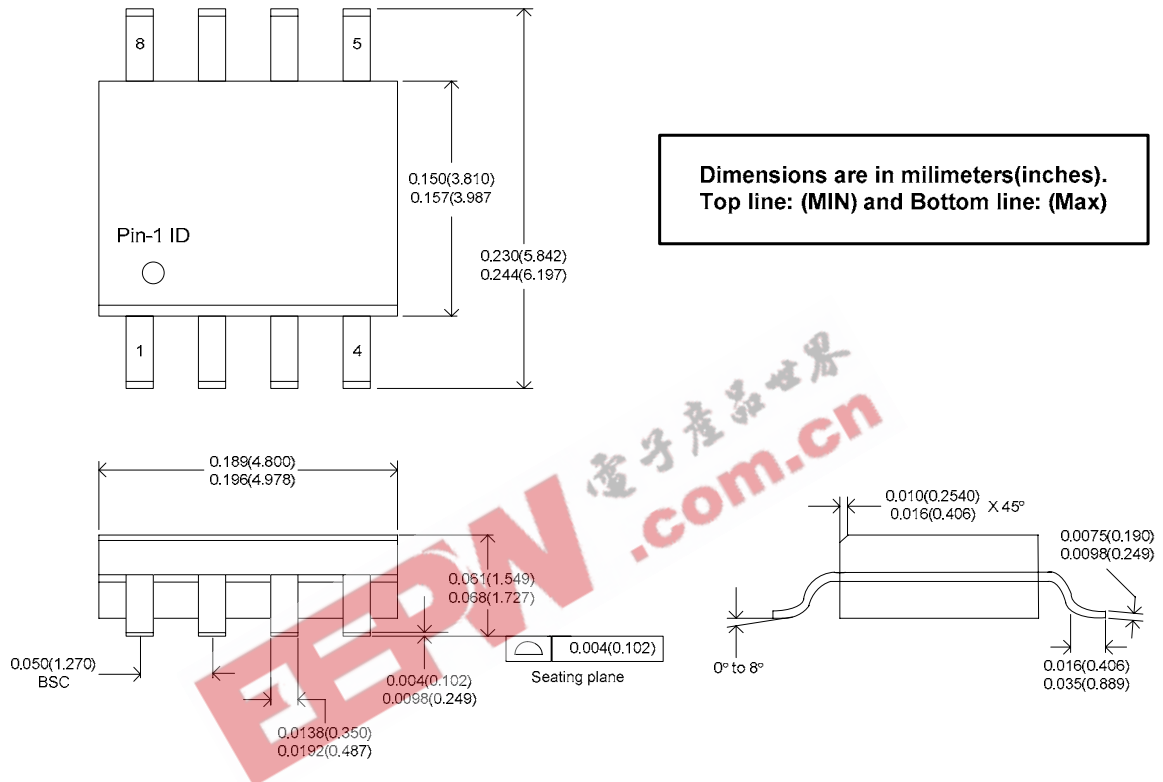 8
5
0.150(3.810)
0.157(3.987
Pin-1 ID
0.230(5.842)
0.244(6.197)
1
4
Dimensions are in milimeters(inches).
Top line: (MIN) and Bottom line: (Max)
電子產品世界
EEPW.com.cn
0.189(4.800)
0.196(4.978)
0.061(1.549)
0.068(1.727)
0.050(1.270)
BSC
0.004(0.102)
0.0098(0.249)
0.004(0.102)
Seating plane
0.0138(0.350)
0.0192(0.487)
0.010(0.2540)
0.016(0.406)
X 45º
0.0075(0.190)
0.0098(0.249)
0º to 8º
0.016(0.406)
0.035(0.889)